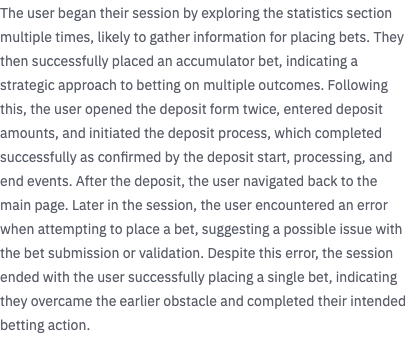 The user began their session by exploring the statistics section
multiple times, likely to gather information for placing bets. They
then successfully placed an accumulator bet, indicating a
strategic approach to betting on multiple outcomes. Following
this, the user opened the deposit form twice, entered deposit
amounts, and initiated the deposit process, which completed
successfully as confirmed by the deposit start, processing, and
end events. After the deposit, the user navigated back to the
main page. Later in the session, the user encountered an error
when attempting to place a bet, suggesting a possible issue with
the bet submission or validation. Despite this error, the session
ended with the user successfully placing a single bet, indicating
they overcame the earlier obstacle and completed their intended
betting action.